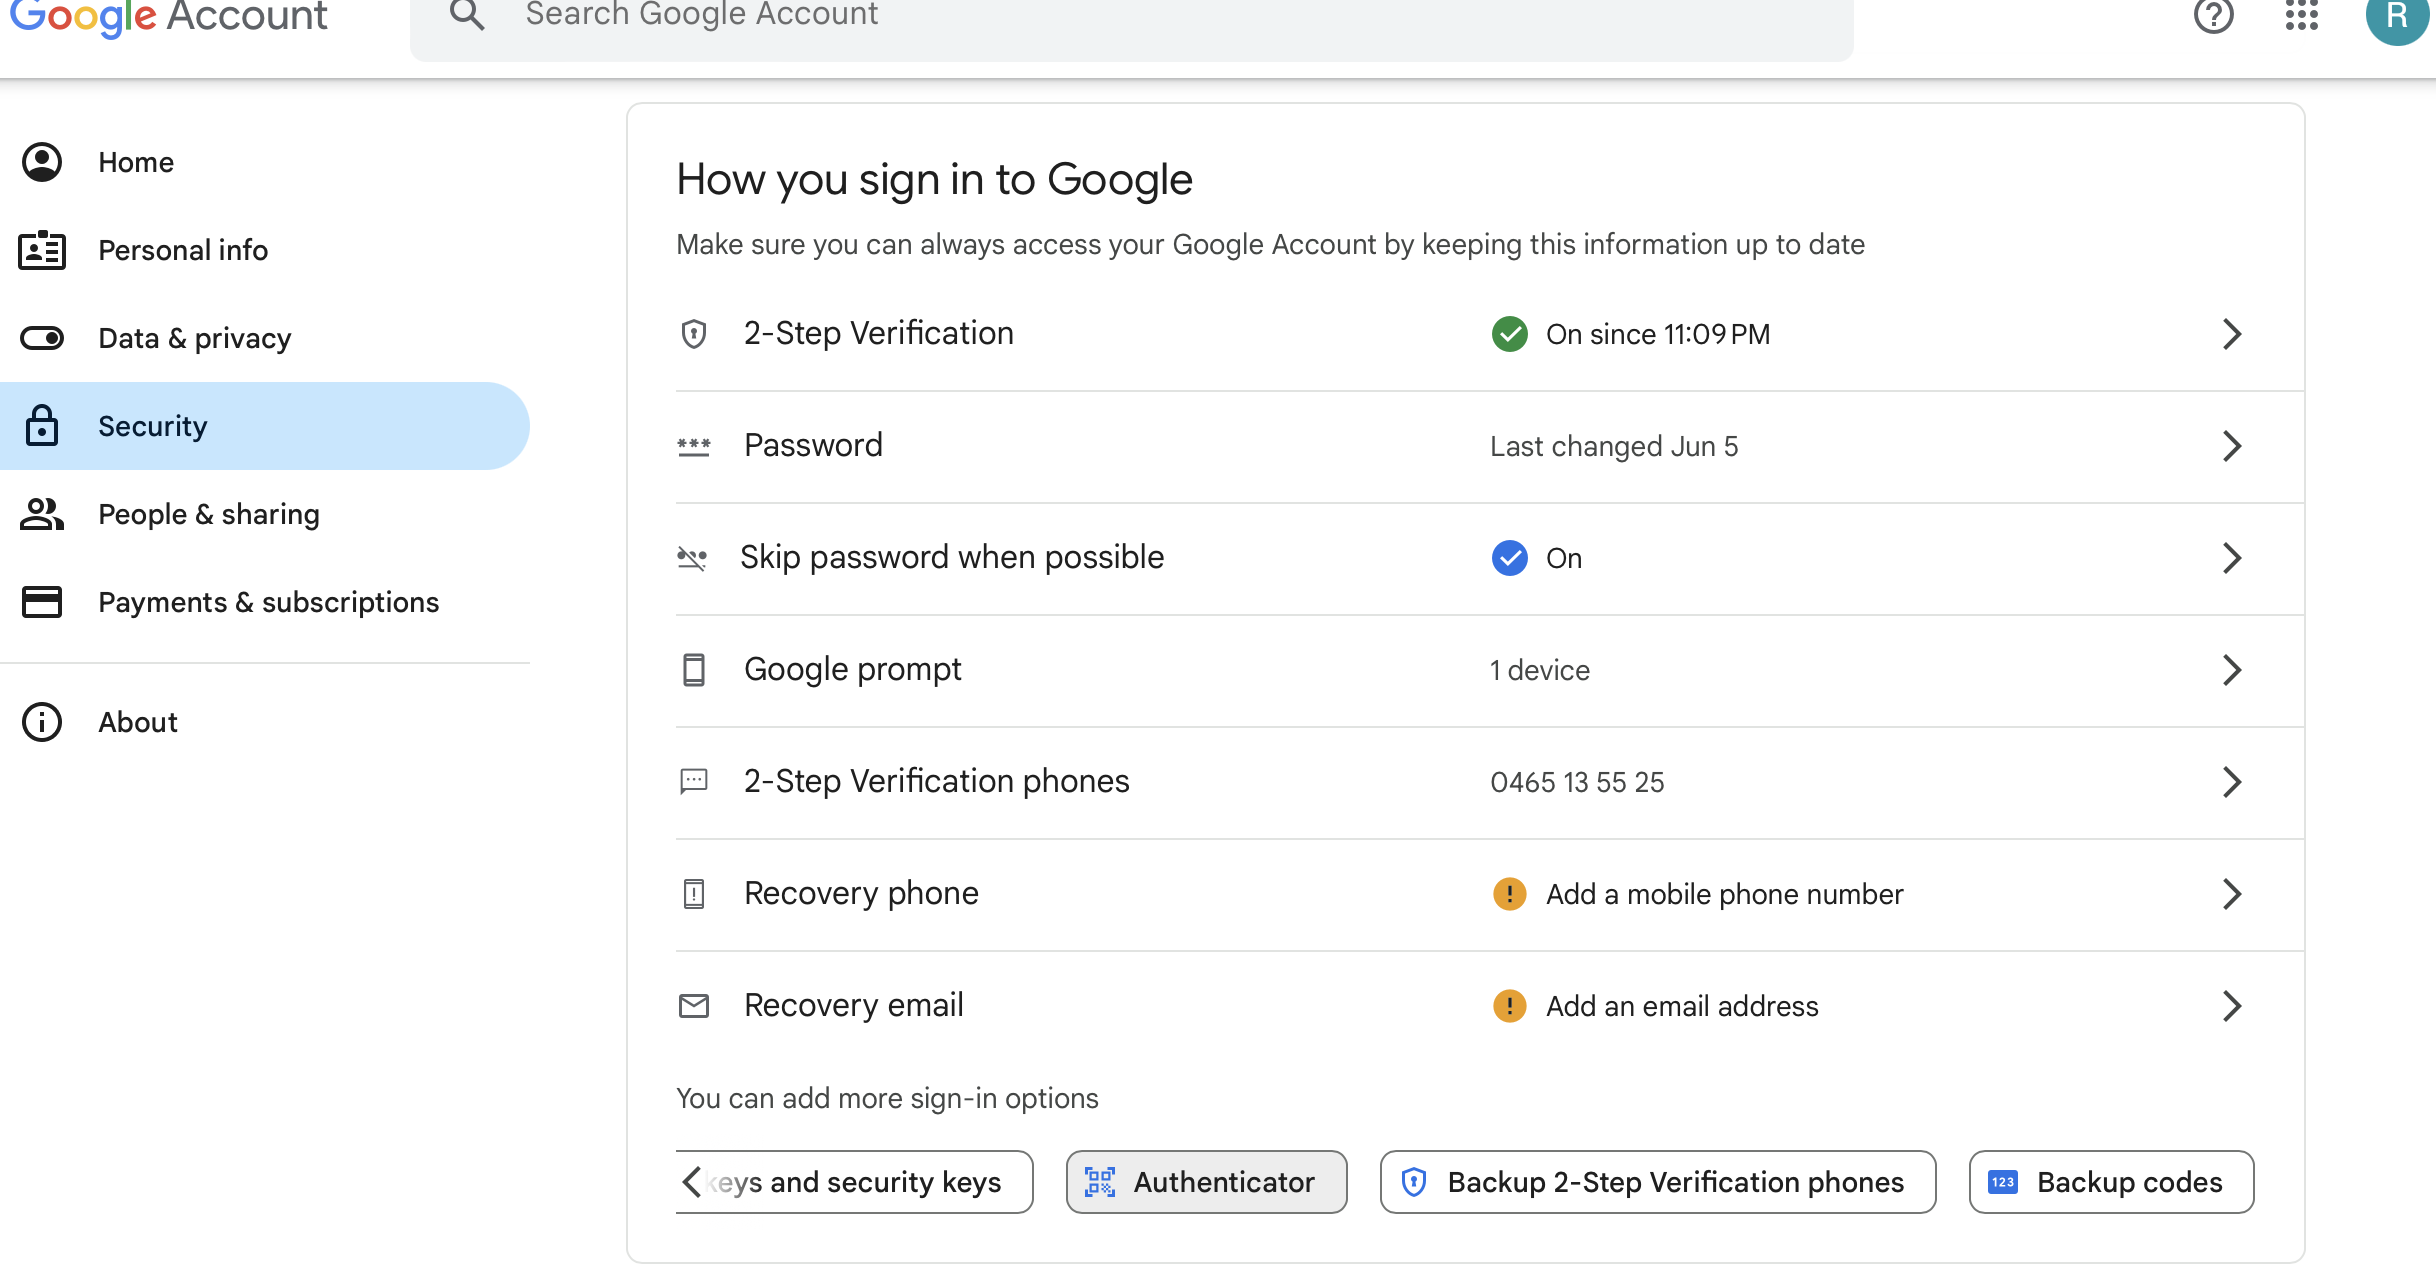 Google Account
Search Google Account
R
Home
Personal info
Data & privacy
Security
People & sharing
Payments & subscriptions
About
How you sign in to Google
Make sure you can always access your Google Account by keeping this information up to date
2-Step Verification
On since 11:09 PM
Password
Last changed Jun 5
Skip password when possible
On
Google prompt
1 device
2-Step Verification phones
0465 13 55 25
Recovery phone
Add a mobile phone number
Recovery email
Add an email address
You can add more sign-in options
keys and security keys
Authenticator
Backup 2-Step Verification phones
123
Backup codes